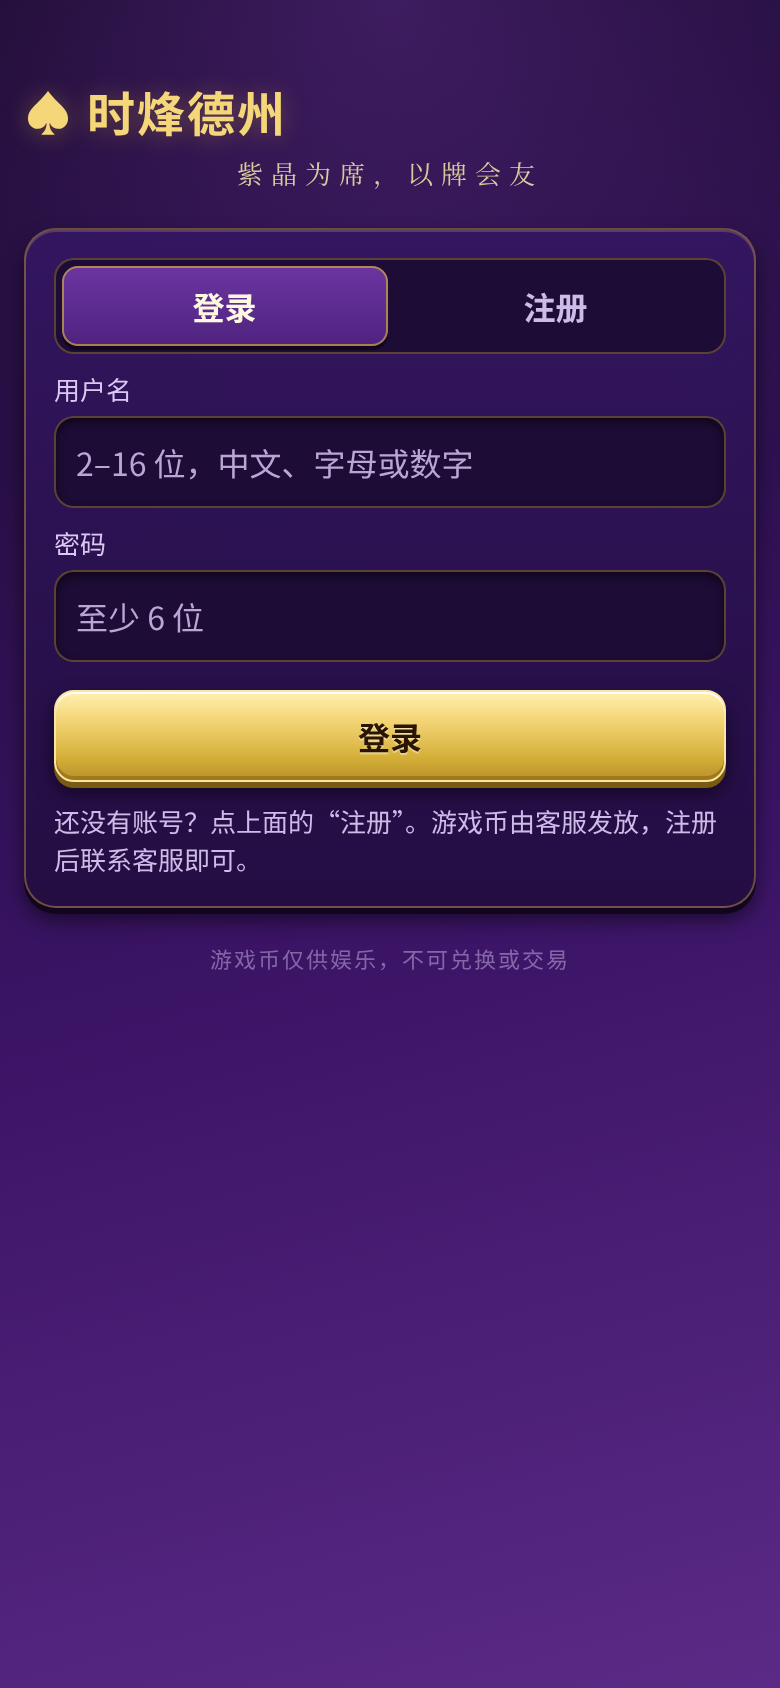 ♠ 时烽德州
紫晶为席，以牌会友
登录 注册
用户名
2–16 位，中文、字母或数字
密码
至少 6 位
登录
还没有账号？点上面的“注册”。游戏币由客服发放，注册
后联系客服即可。
游戏币仅供娱乐，不可兑换或交易